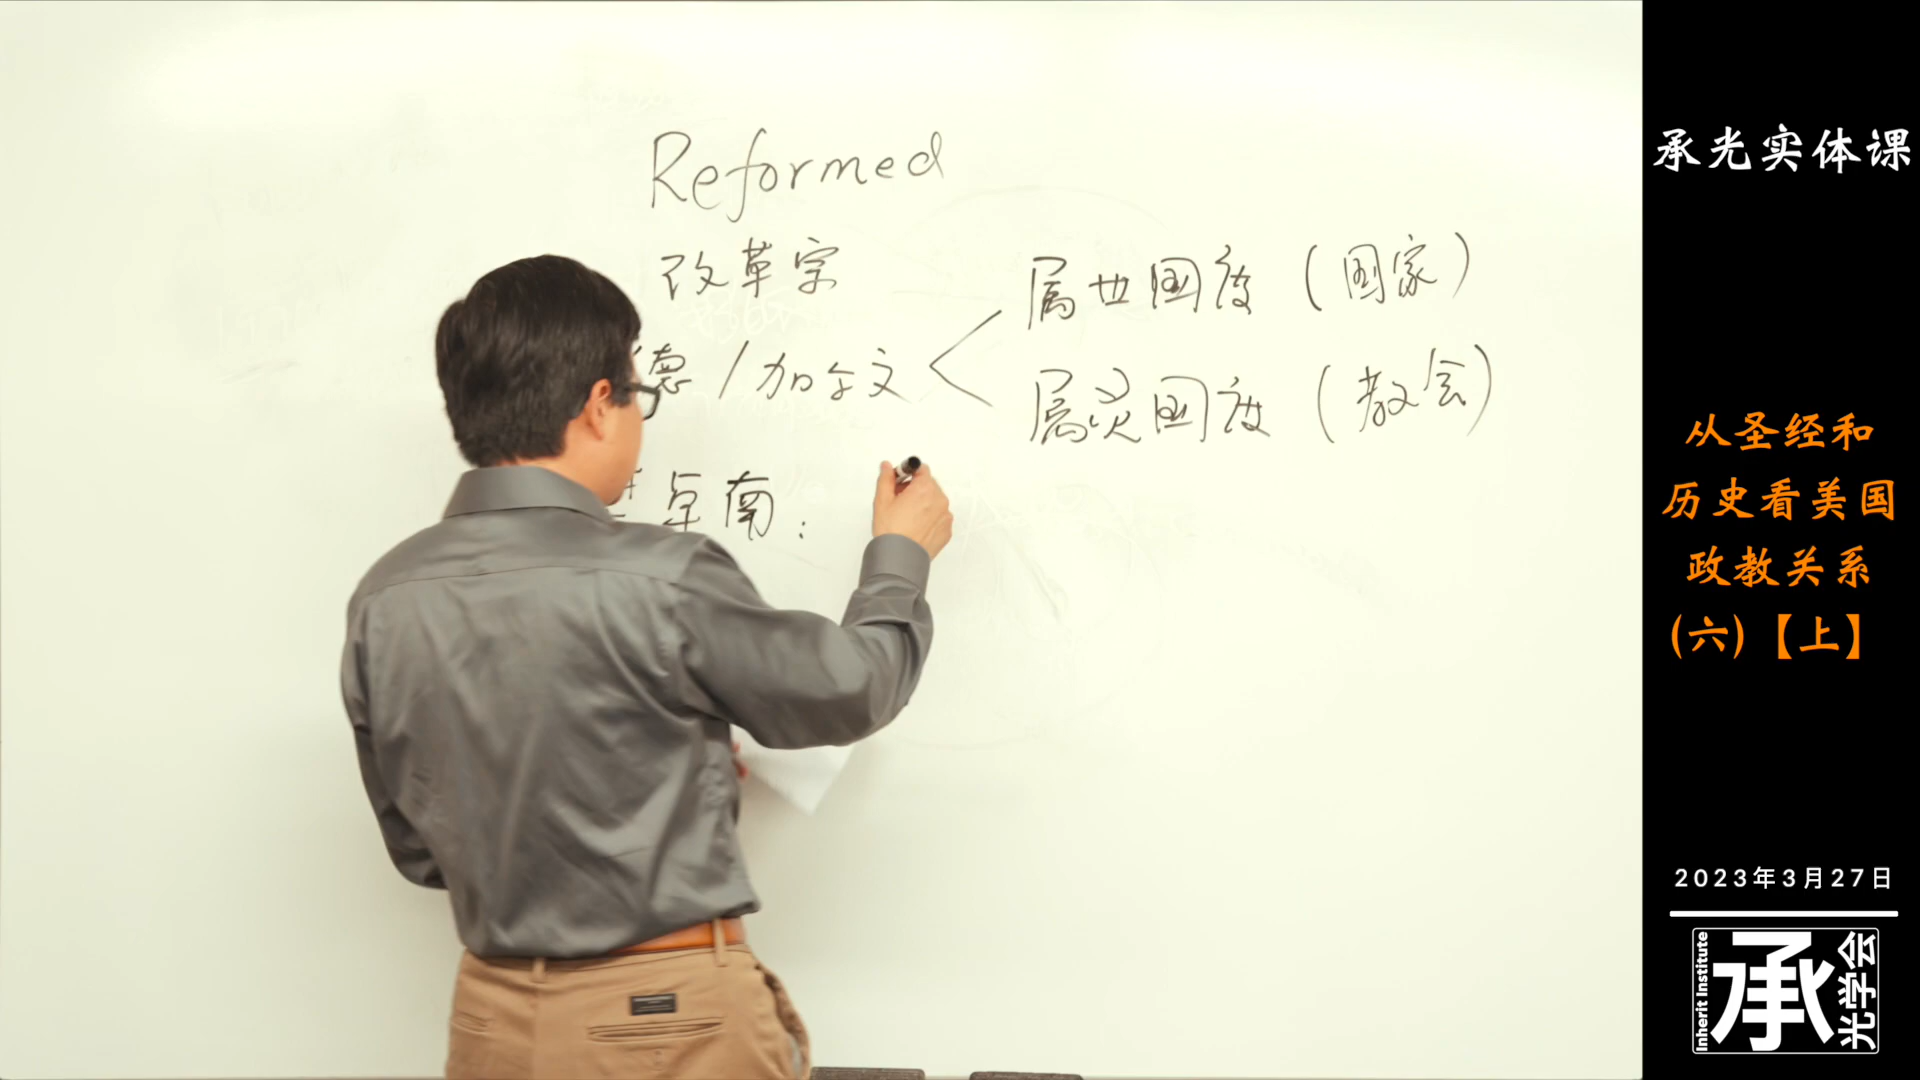 Reformed
改革宗
德 / 加尔文
属世国度 (国家)
属灵国度 (教会)
卓南:
承光实体课
从圣经和
历史看美国
政教关系
(六)【上】
2023年3月27日
Inherit Institute
承
光学会